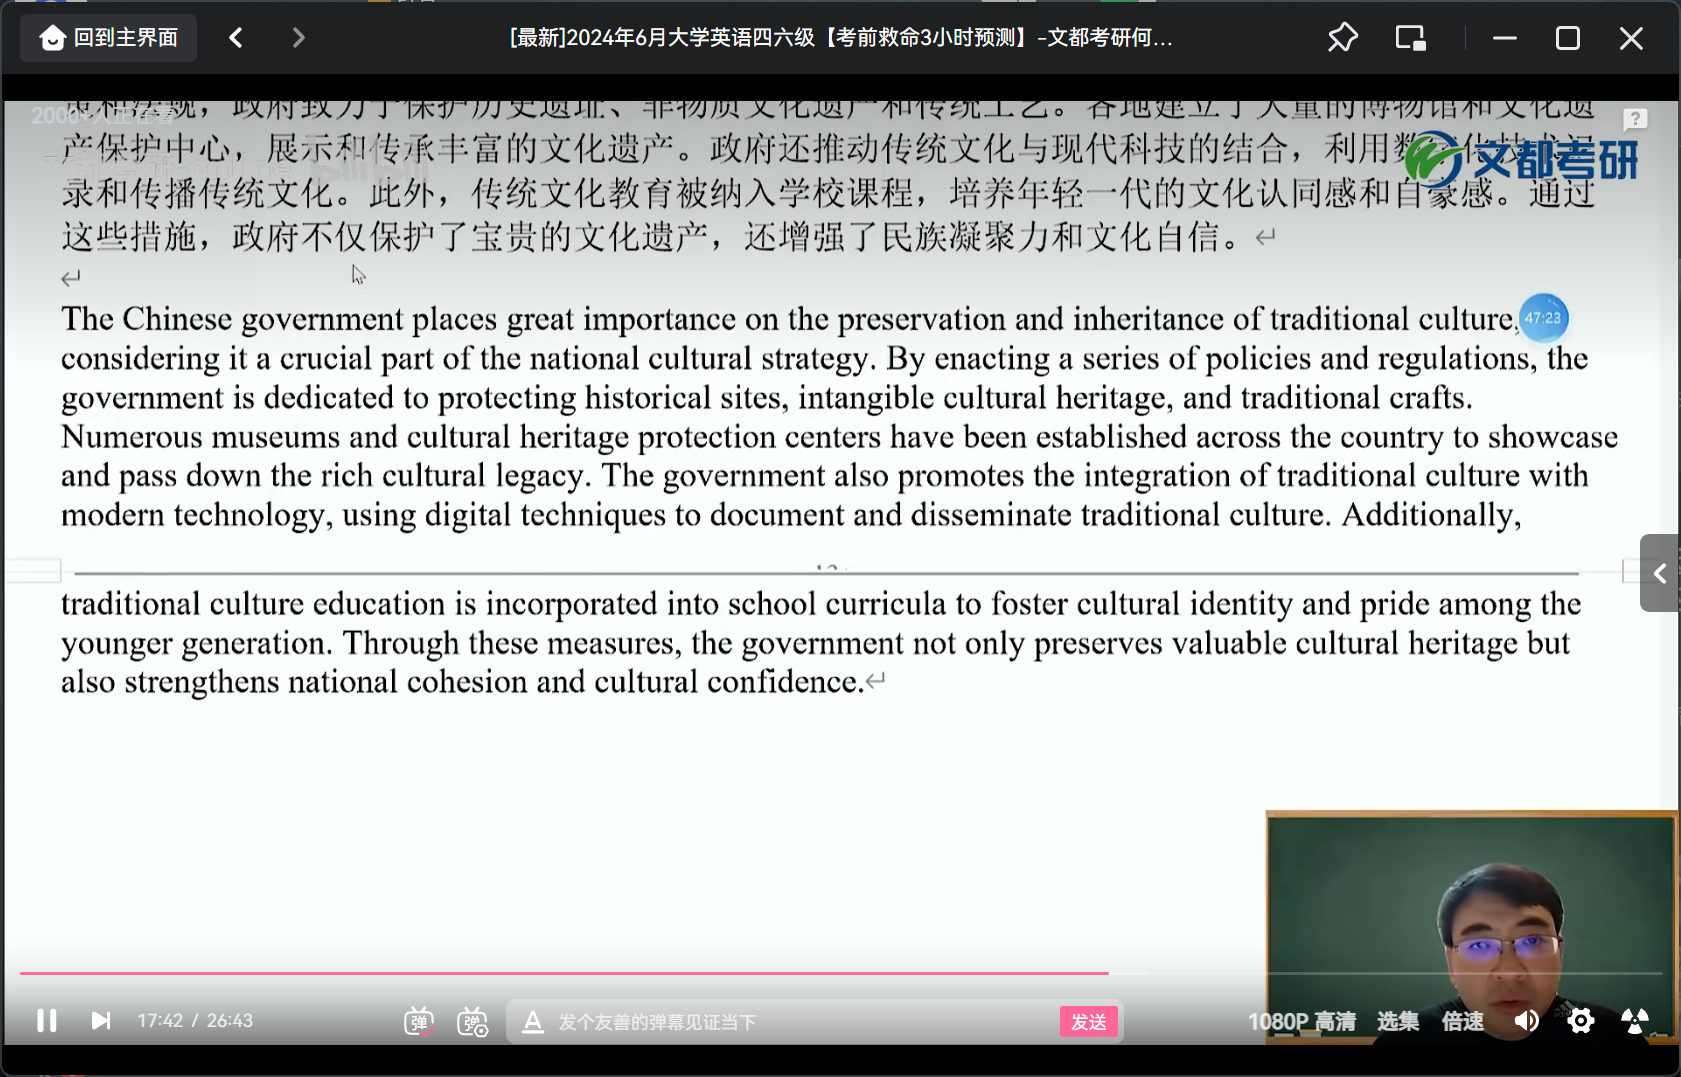 回到主界面
[最新]2024年6月大学英语四六级【考前救命3小时预测】-文都考研何...
策和法规，政府致力于保护历史遗址、非物质文化遗产和传统工艺。各地建立了大量的博物馆和文化遗
2000+人正在看
产保护中心，展示和传承丰富的文化遗产。政府还推动传统文化与现代科技的结合，利用数字化技术记
文都考研
录和传播传统文化。此外，传统文化教育被纳入学校课程，培养年轻一代的文化认同感和自豪感。通过
这些措施，政府不仅保护了宝贵的文化遗产，还增强了民族凝聚力和文化自信。
The Chinese government places great importance on the preservation and inheritance of traditional culture,
47:23
considering it a crucial part of the national cultural strategy. By enacting a series of policies and regulations, the
government is dedicated to protecting historical sites, intangible cultural heritage, and traditional crafts.
Numerous museums and cultural heritage protection centers have been established across the country to showcase
and pass down the rich cultural legacy. The government also promotes the integration of traditional culture with
modern technology, using digital techniques to document and disseminate traditional culture. Additionally,
traditional culture education is incorporated into school curricula to foster cultural identity and pride among the
younger generation. Through these measures, the government not only preserves valuable cultural heritage but
also strengthens national cohesion and cultural confidence.
17:42 / 26:43
弹
弹
A
发个友善的弹幕见证当下
发送
1080P 高清
选集
倍速